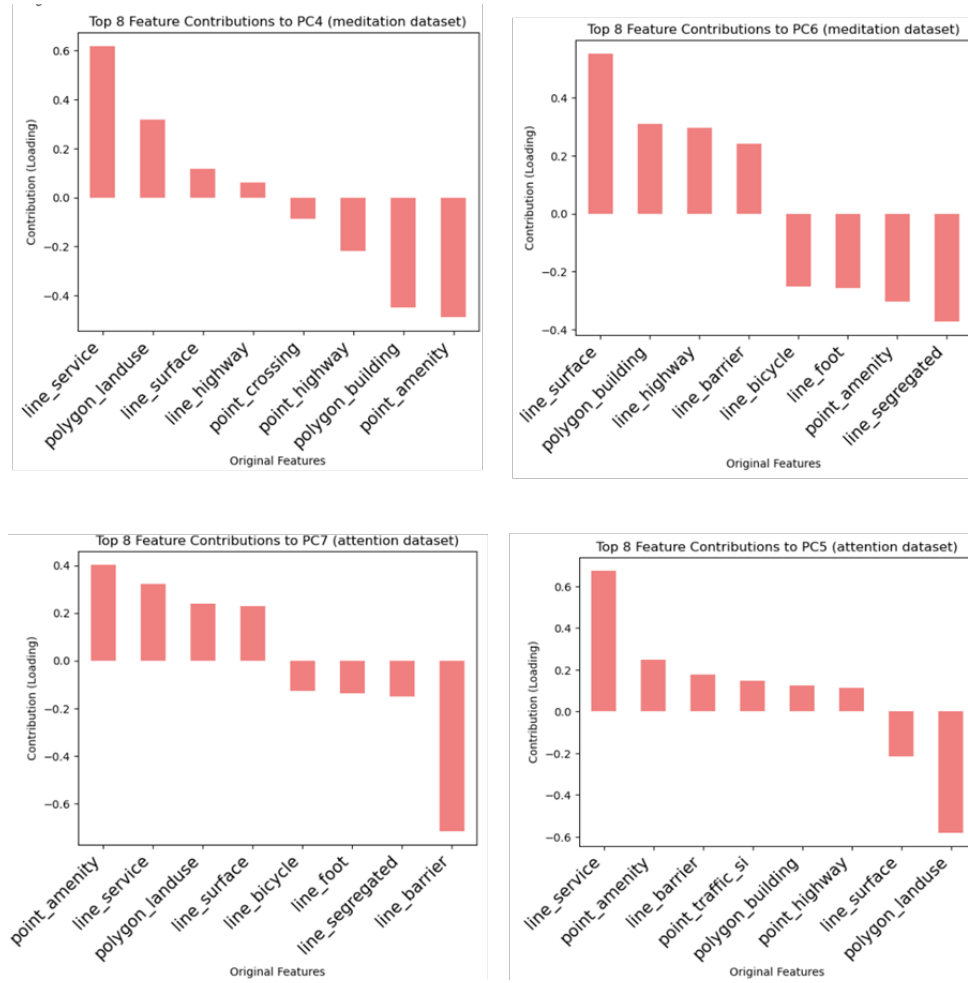 Top 8 Feature Contributions to PC4 (meditation dataset)
Contribution (Loading)
0.6
0.4
0.2
0.0
−0.2
−0.4
line_service
polygon_landuse
line_surface
line_highway
point_crossing
point_highway
polygon_building
point_amenity
Original Features
Top 8 Feature Contributions to PC6 (meditation dataset)
Contribution (Loading)
0.4
0.2
0.0
−0.2
−0.4
line_surface
polygon_building
line_highway
line_barrier
line_bicycle
line_foot
point_amenity
line_segregated
Original Features
Top 8 Feature Contributions to PC7 (attention dataset)
Contribution (Loading)
0.4
0.2
0.0
−0.2
−0.4
−0.6
point_amenity
line_service
polygon_landuse
line_surface
line_bicycle
line_foot
line_segregated
line_barrier
Original Features
Top 8 Feature Contributions to PC5 (attention dataset)
Contribution (Loading)
0.6
0.4
0.2
0.0
−0.2
−0.4
−0.6
line_service
point_amenity
line_barrier
point_traffic_si
polygon_building
point_highway
line_surface
polygon_landuse
Original Features